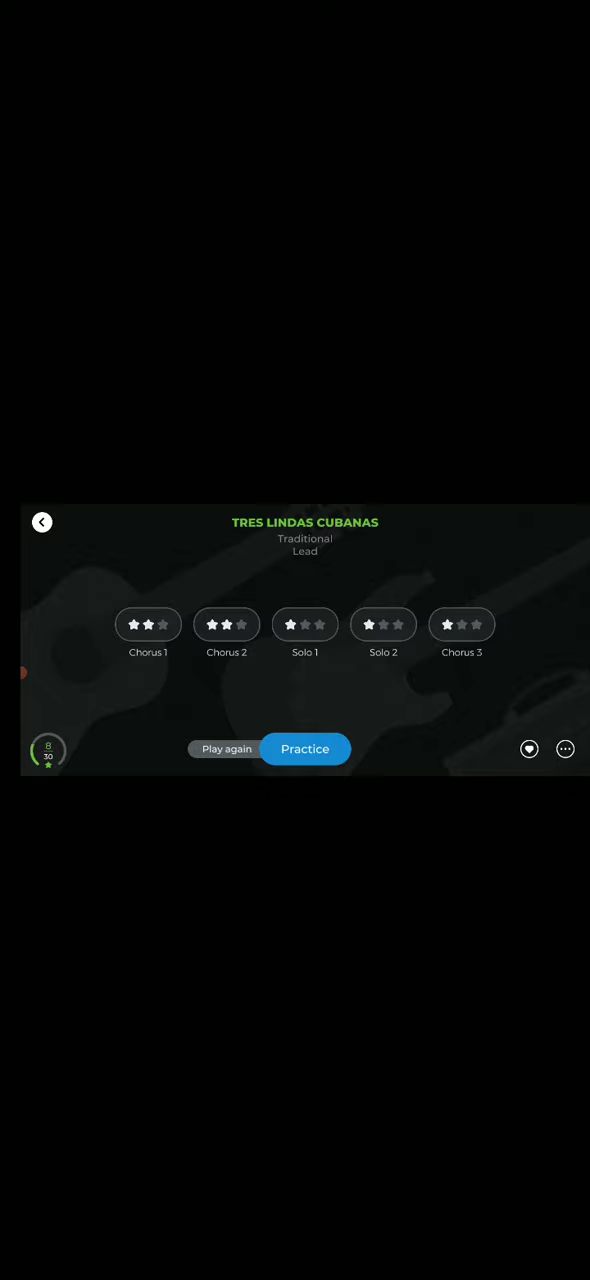 TRES LINDAS CUBANAS
Traditional
Lead
Chorus 1
Chorus 2
Solo 1
Solo 2
Chorus 3
8
30
Play again
Practice